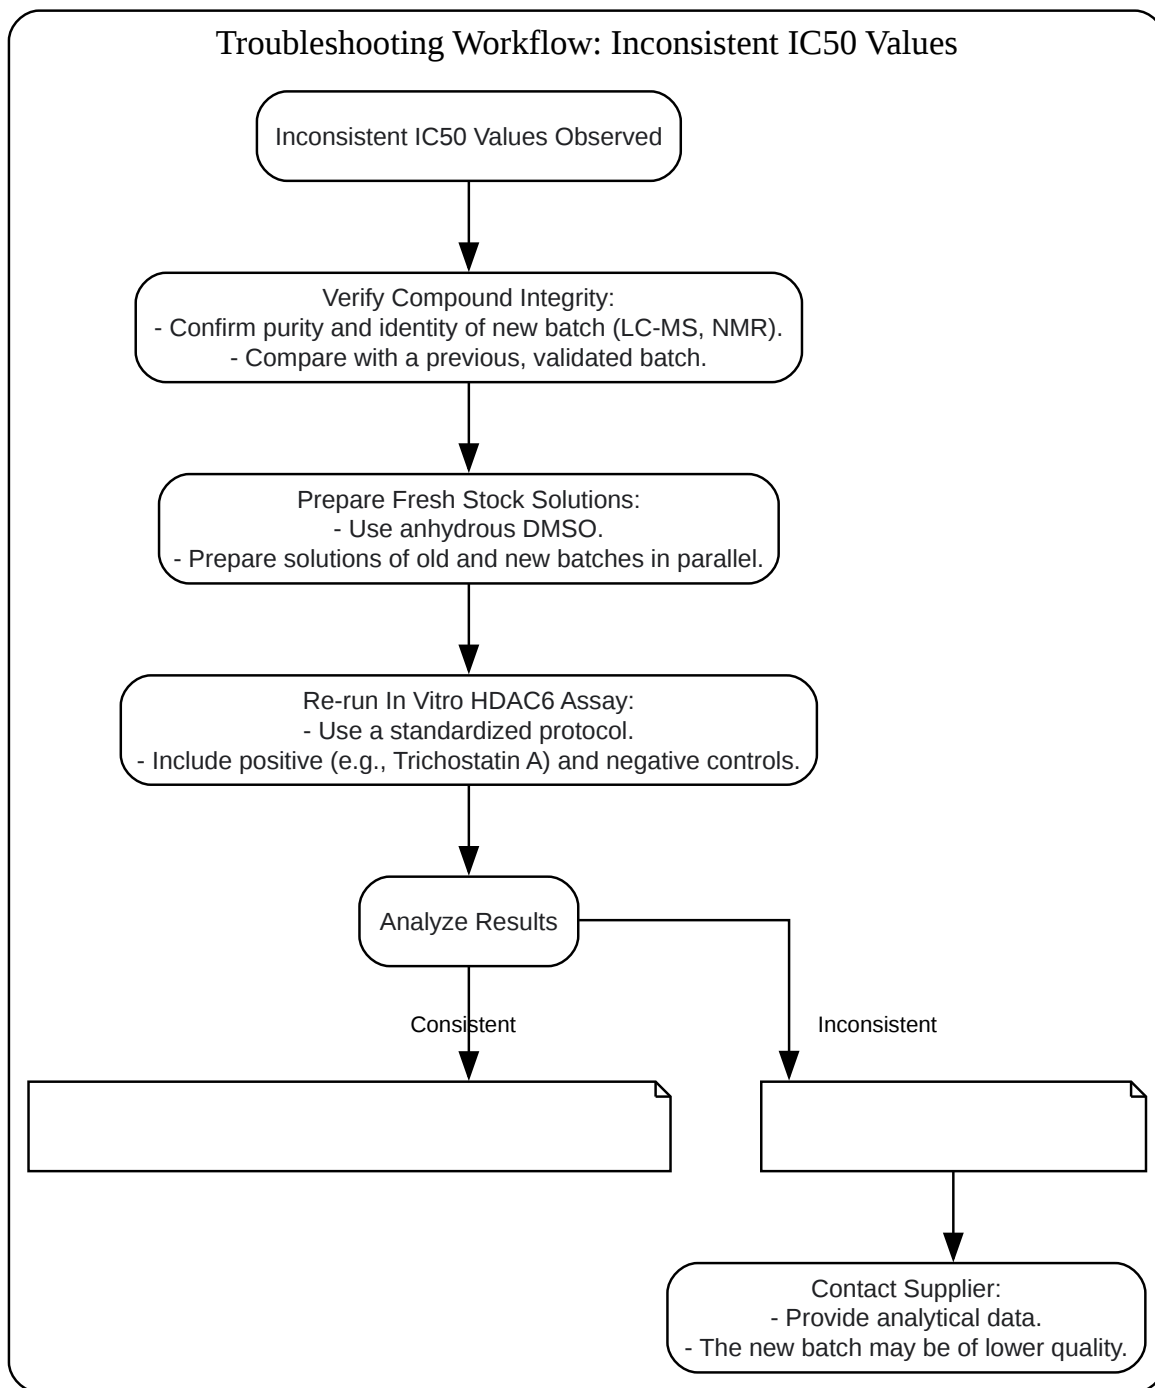 Troubleshooting Workflow: Inconsistent IC50 Values
Inconsistent IC50 Values Observed
Verify Compound Integrity:
- Confirm purity and identity of new batch (LC-MS, NMR).
- Compare with a previous, validated batch.
Prepare Fresh Stock Solutions:
- Use anhydrous DMSO.
- Prepare solutions of old and new batches in parallel.
Re-run In Vitro HDAC6 Assay:
- Use a standardized protocol.
- Include positive (e.g., Trichostatin A) and negative controls.
Analyze Results
Consistent
Inconsistent
Contact Supplier:
- Provide analytical data.
- The new batch may be of lower quality.